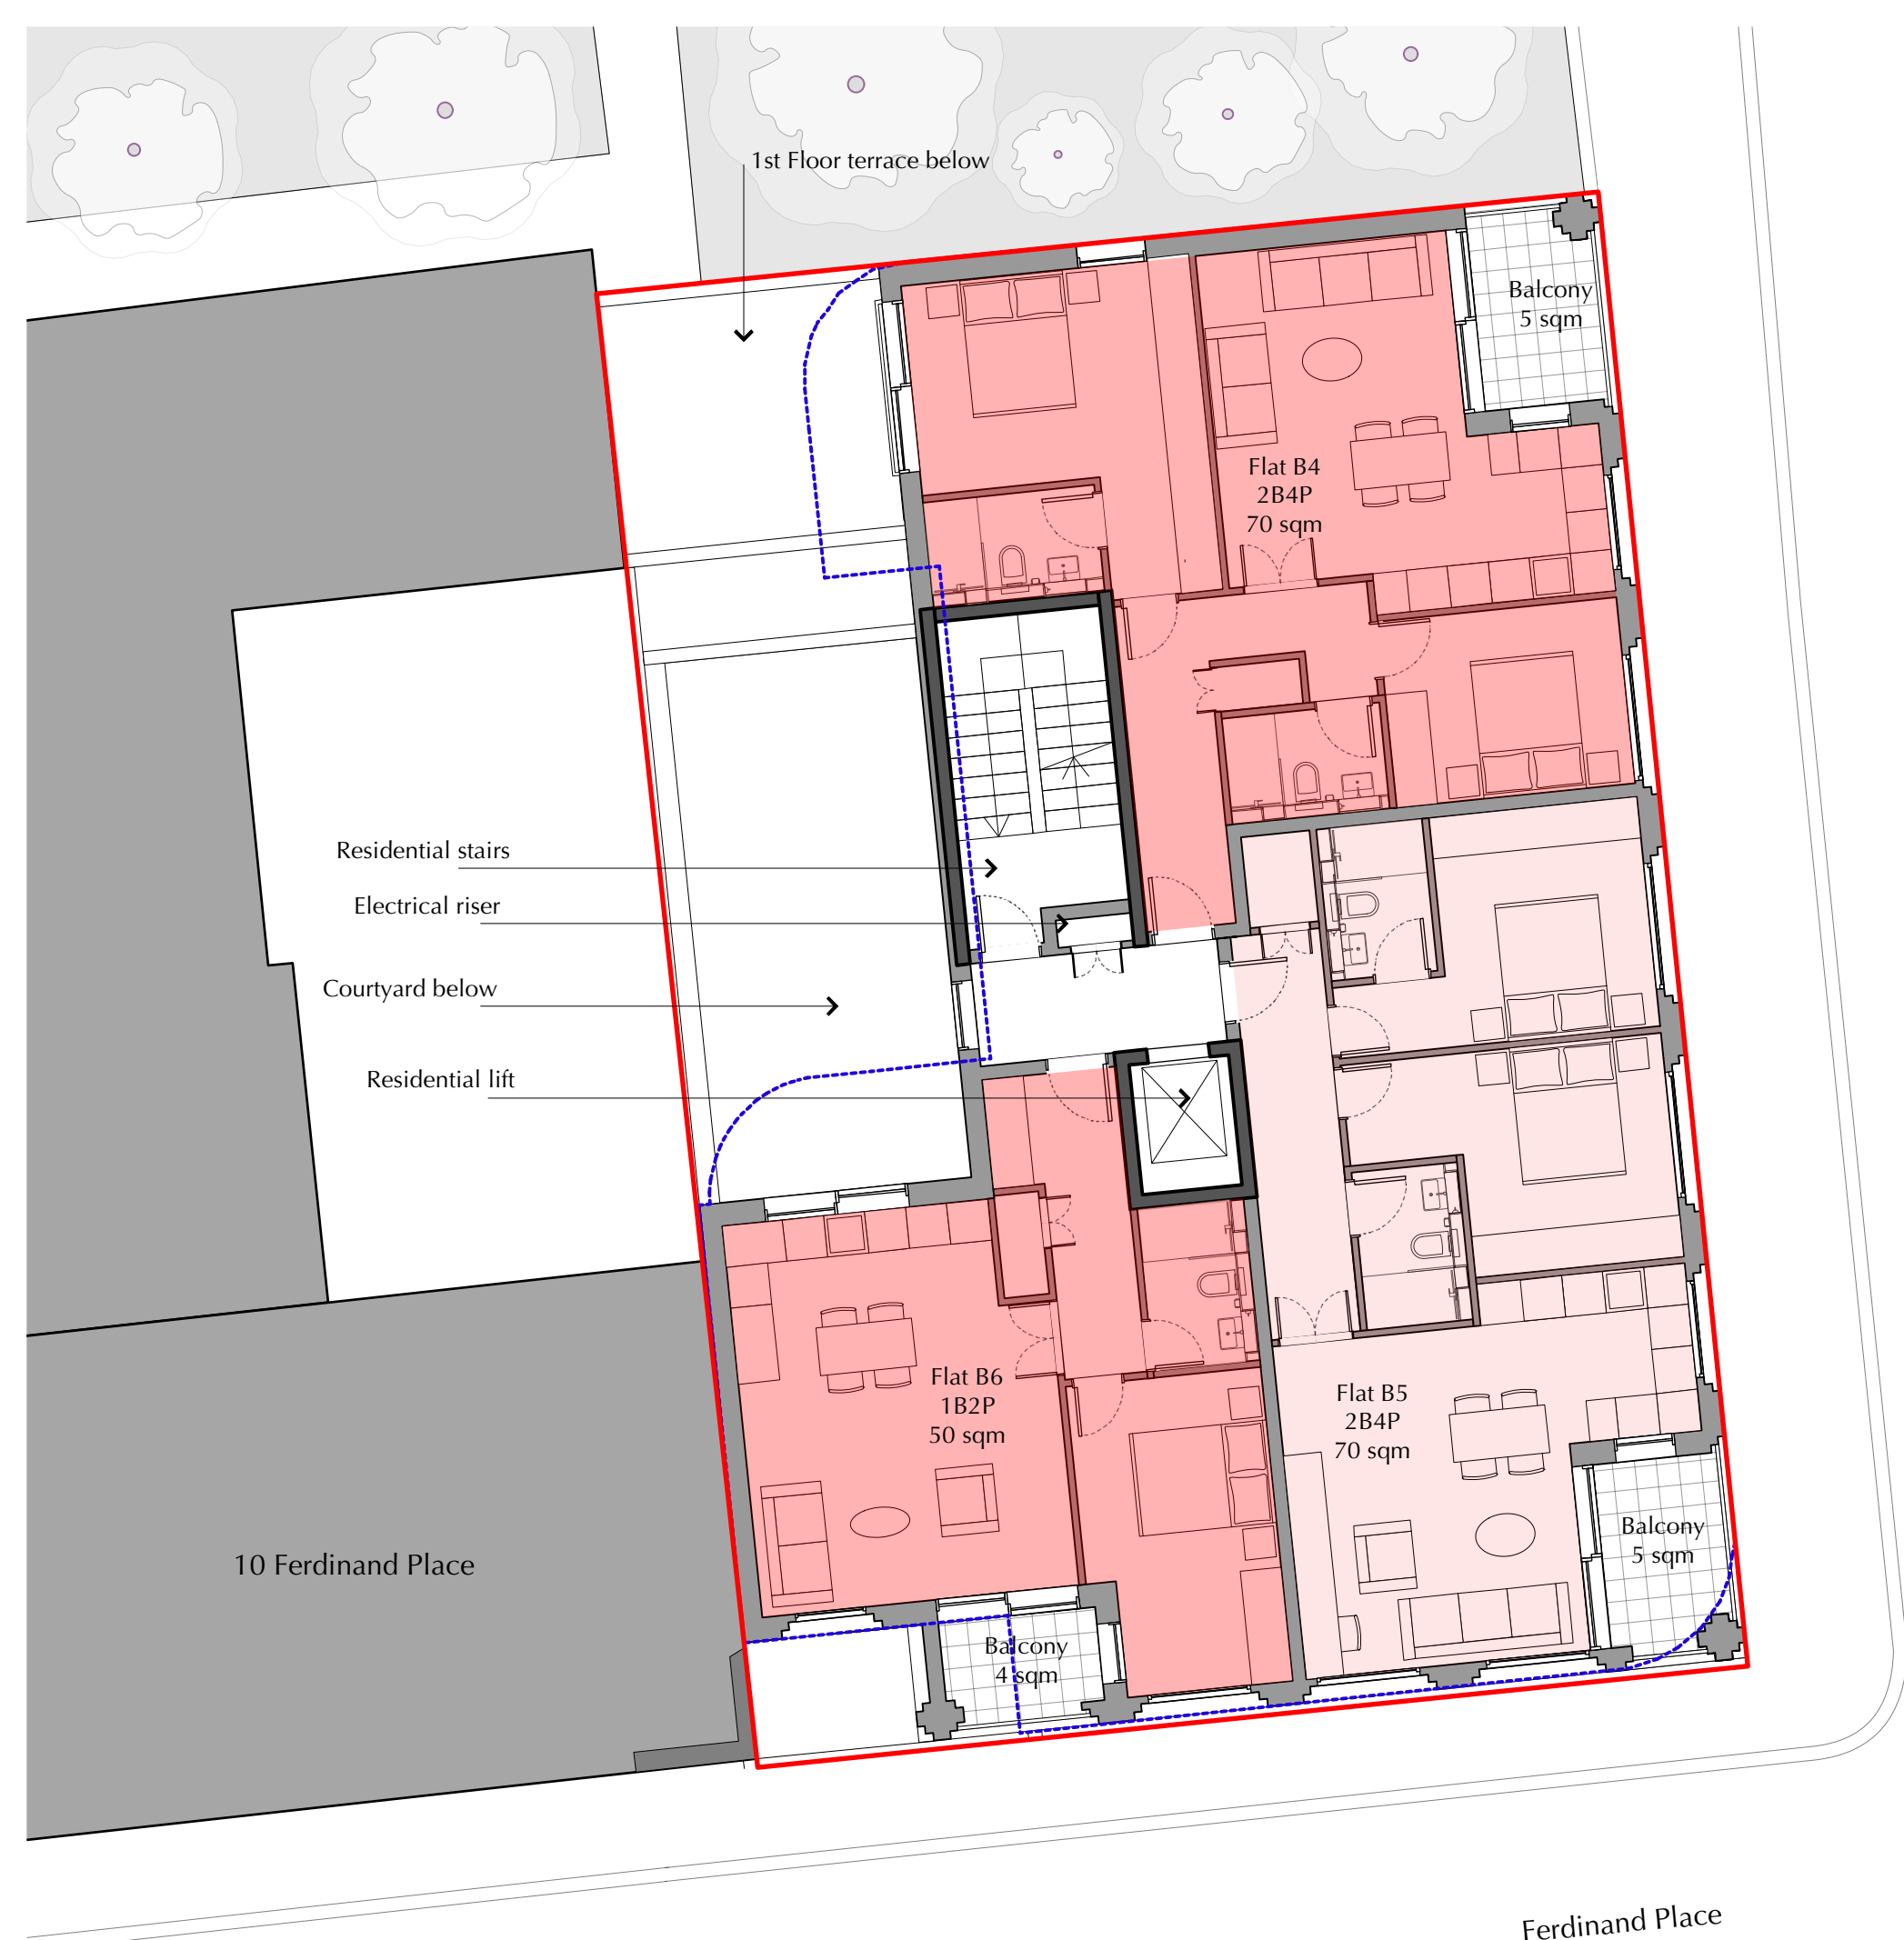 1st Floor terrace below
Balcony
5 sqm
Flat B4
2B4P
70 sqm
Residential stairs
Electrical riser
Courtyard below
Residential lift
Flat B6
1B2P
50 sqm
Flat B5
2B4P
70 sqm
Balcony
5 sqm
10 Ferdinand Place
Balcony
4 sqm
Ferdinand Place